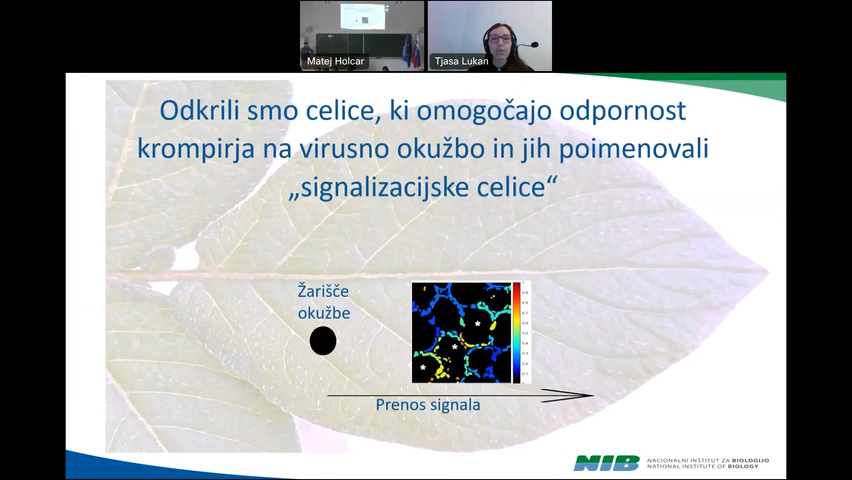 Matej Holcar
Tjasa Lukan
Odkrili smo celice, ki omogočajo odpornost
krompirja na virusno okužbo in jih poimenovali
„signalizacijske celice“
Žarišče
okužbe
Prenos signala
NIB
NACIONALNI INŠTITUT ZA BIOLOGIJO
NATIONAL INSTITUTE OF BIOLOGY